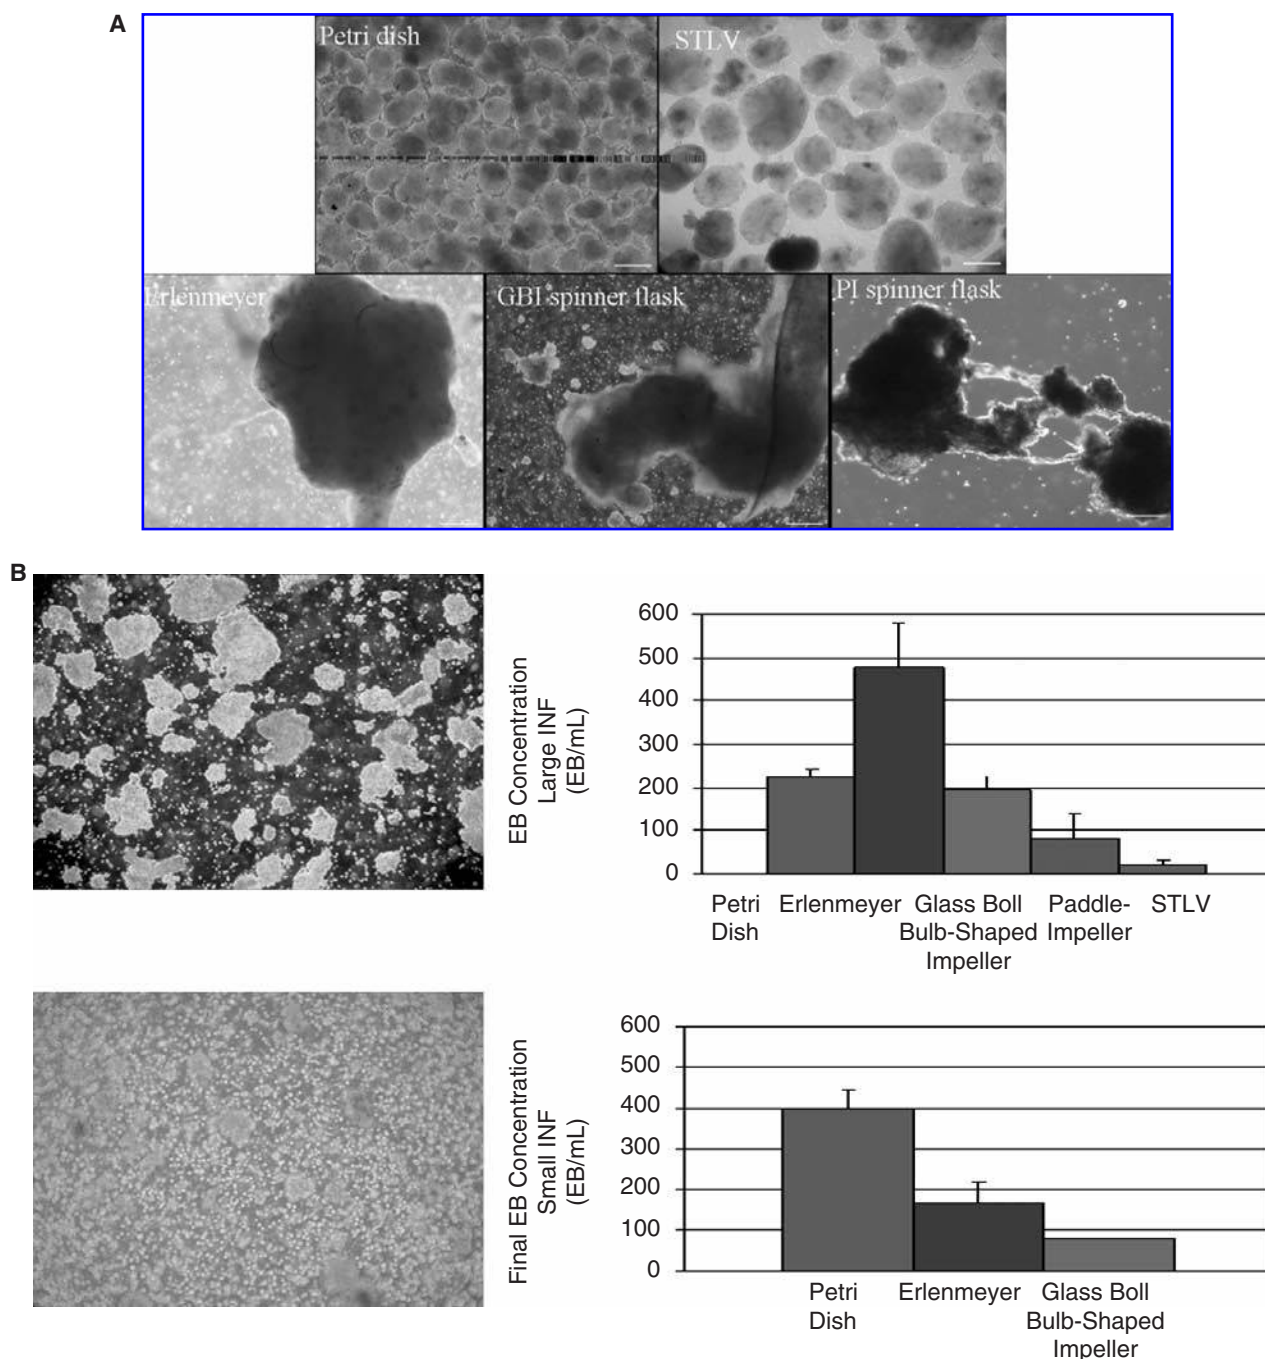 A
Petri dish
STLV
Erlenmeyer
GBI spinner flask
PI spinner flask
B
EB Concentration
Large INF
(EB/mL)
600
500
400
300
200
100
0
Petri
Dish
Erlenmeyer
Glass Boll
Bulb-Shaped
Impeller
Paddle-
Impeller
STLV
Final EB Concentration
Small INF
(EB/mL)
600
500
400
300
200
100
0
Petri
Dish
Erlenmeyer
Glass Boll
Bulb-Shaped
Impeller